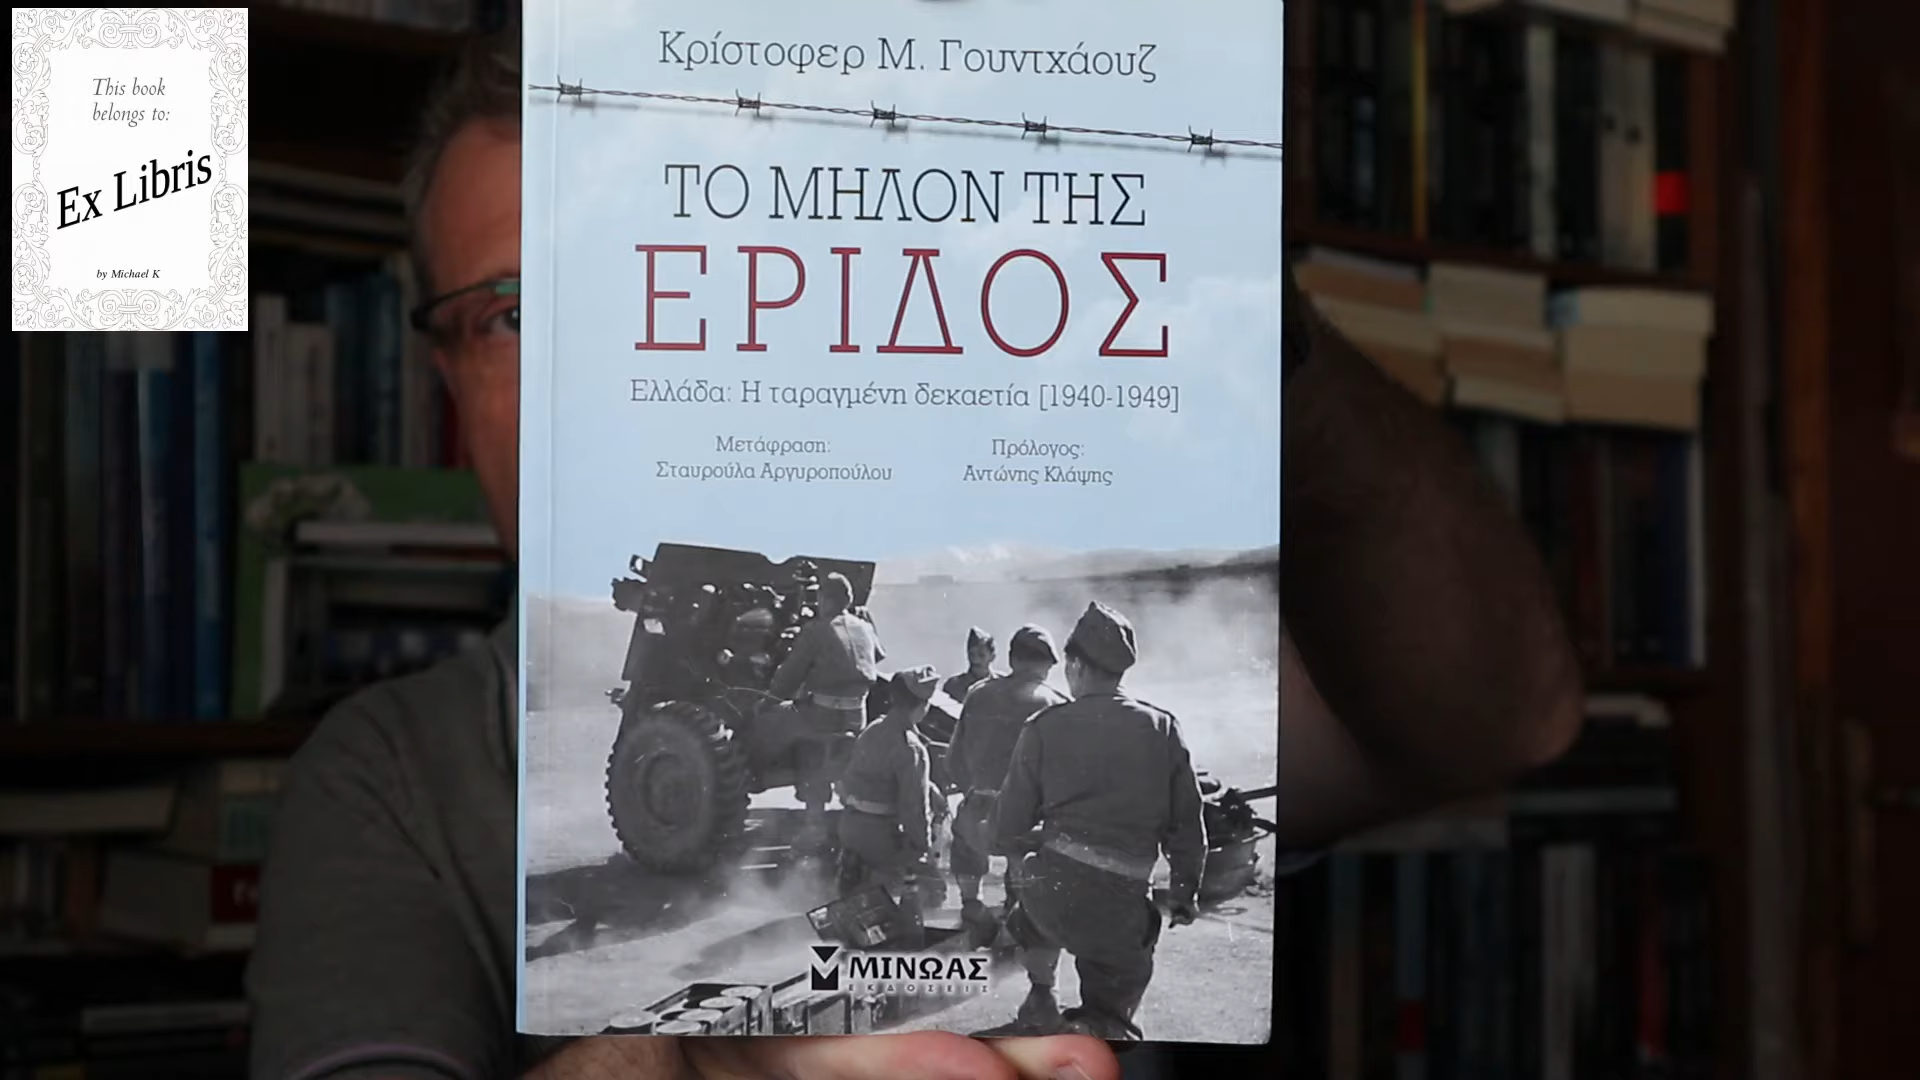 This book
belongs to:
Ex Libris
by Michael K
Κρίστοφερ Μ. Γουντχάουζ
ΤΟ ΜΗΛΟΝ ΤΗΣ
ΕΡΙΔΟΣ
Ελλάδα: Η ταραγμένη δεκαετία [1940-1949]
Μετάφραση:
Σταυρούλα Αργυροπούλου
Πρόλογος:
Αντώνης Κλάψης
ΜΙΝΩΑΣ
ΕΚΔΟΣΕΙΣ